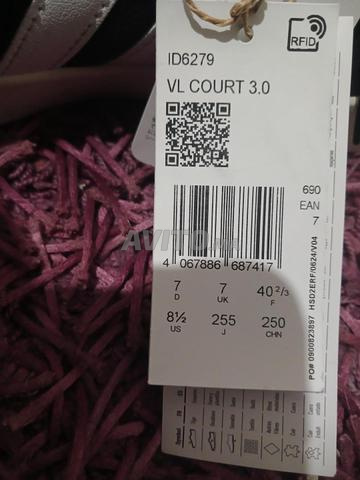 RFID
ID6279
VL COURT 3.0
690
EAN
7
AVITO
4 067886 687417
7 7 40 2/3
D UK F
8½ 255 250
US J CHN
PO# 0900823897 HSD2ERF/0624/V04